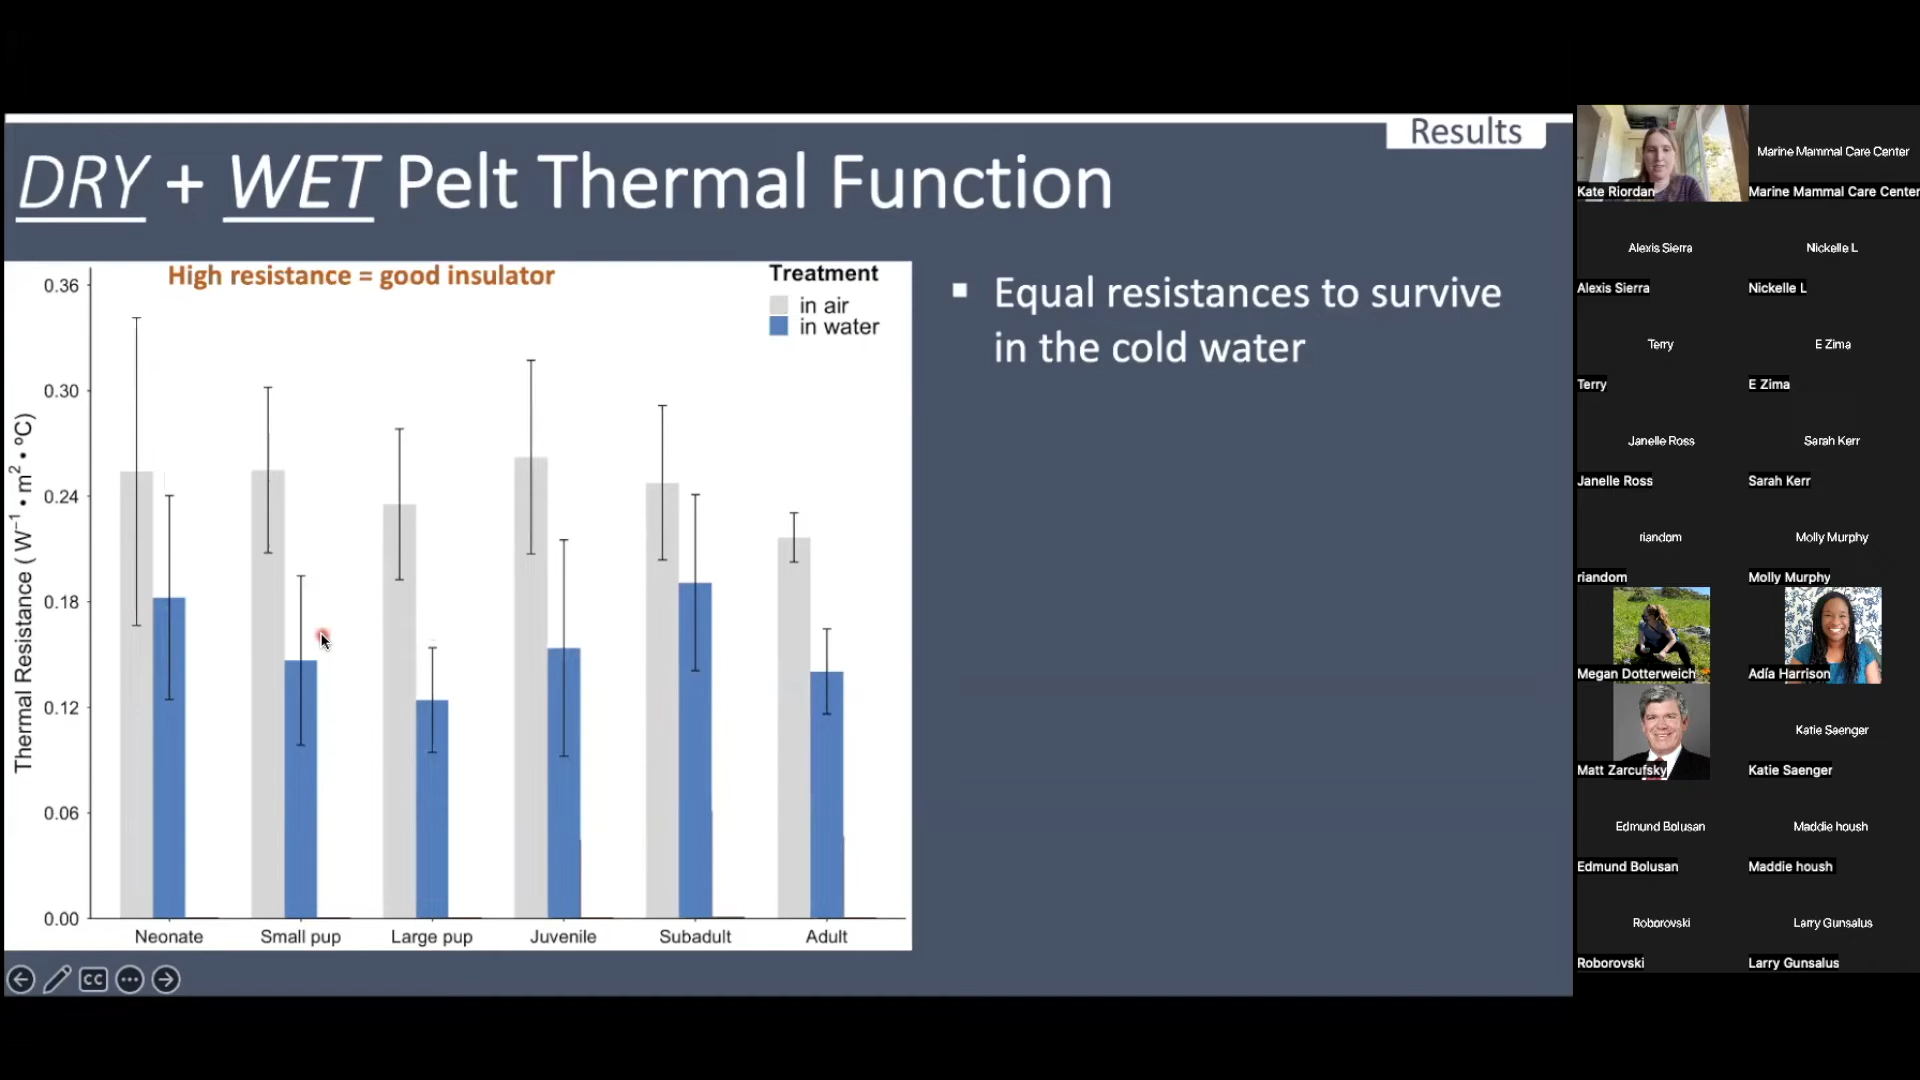 Results
DRY + WET Pelt Thermal Function
High resistance = good insulator
Treatment
in air
in water
Thermal Resistance ( W⁻¹ • m² • ºC)
0.36
0.30
0.24
0.18
0.12
0.06
0.00
Neonate Small pup Large pup Juvenile Subadult Adult
Equal resistances to survive
in the cold water
CC
Kate Riordan
Marine Mammal Care Center
Marine Mammal Care Center
Alexis Sierra
Alexis Sierra
Nickelle L
Nickelle L
Terry
Terry
E Zima
E Zima
Janelle Ross
Janelle Ross
Sarah Kerr
Sarah Kerr
riandom
riandom
Molly Murphy
Molly Murphy
Megan Dotterweich
Adía Harrison
Matt Zarcufsky
Katie Saenger
Katie Saenger
Edmund Bolusan
Edmund Bolusan
Maddie housh
Maddie housh
Roborovski
Roborovski
Larry Gunsalus
Larry Gunsalus